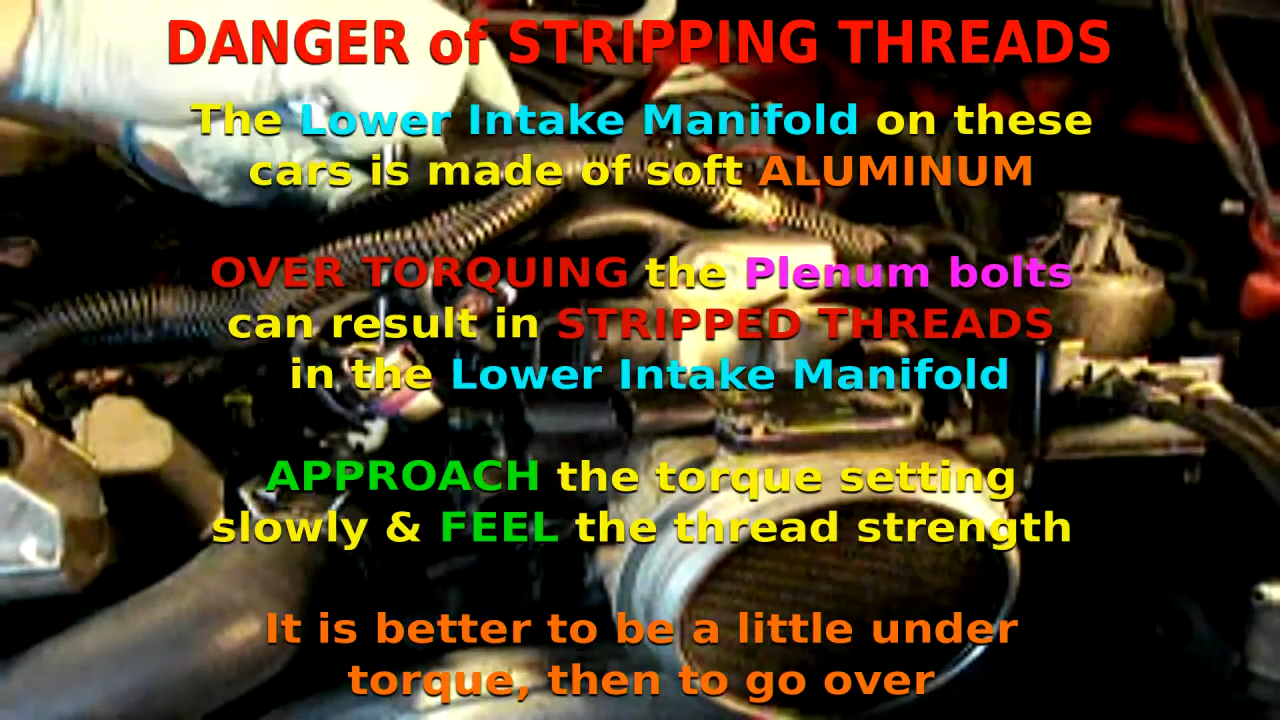 DANGER of STRIPPING THREADS
The Lower Intake Manifold on these
cars is made of soft ALUMINUM
OVER TORQUING the Plenum bolts
can result in STRIPPED THREADS
in the Lower Intake Manifold
APPROACH the torque setting
slowly & FEEL the thread strength
It is better to be a little under
torque, then to go over